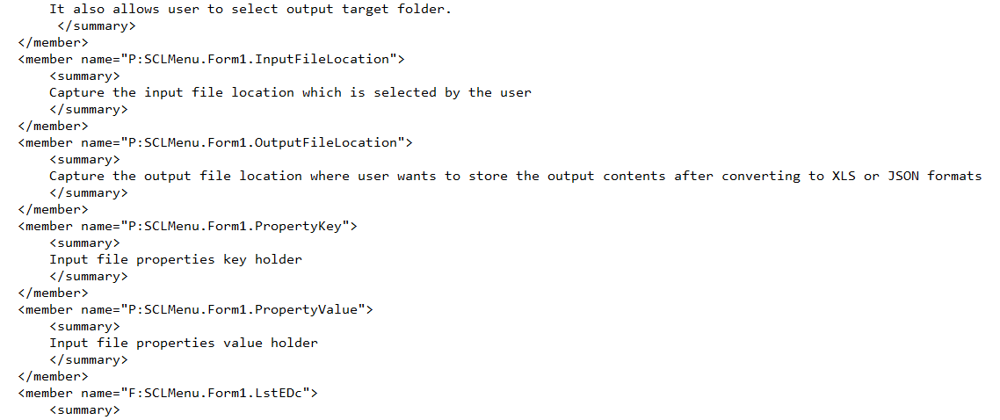 It also allows user to select output target folder.
</summary>
</member>
<member name="P:SCLMenu.Form1.InputFileLocation">
<summary>
Capture the input file location which is selected by the user
</summary>
</member>
<member name="P:SCLMenu.Form1.OutputFileLocation">
<summary>
Capture the output file location where user wants to store the output contents after converting to XLS or JSON formats
</summary>
</member>
<member name="P:SCLMenu.Form1.PropertyKey">
<summary>
Input file properties key holder
</summary>
</member>
<member name="P:SCLMenu.Form1.PropertyValue">
<summary>
Input file properties value holder
</summary>
</member>
<member name="F:SCLMenu.Form1.LstEDc">
<summary>